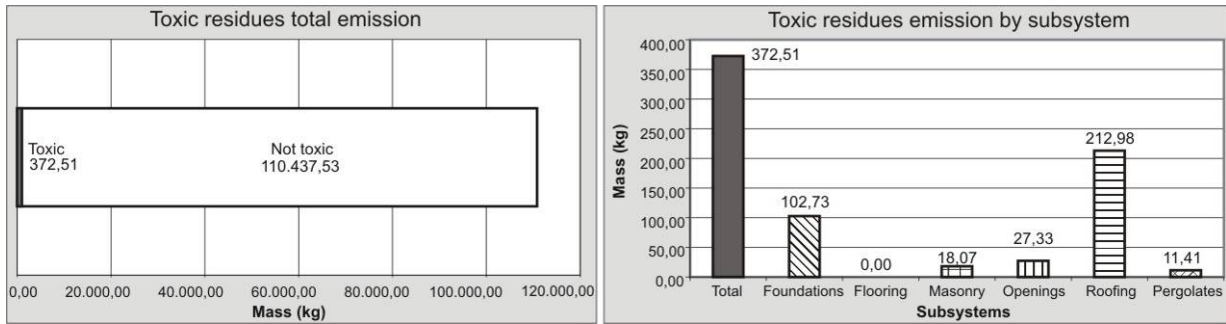 Toxic residues total emission
Toxic
372,51
Not toxic
110.437,53
0,00 20.000,00 40.000,00 60.000,00 80.000,00 100.000,00 120.000,00
Mass (kg)
Toxic residues emission by subsystem
Mass (kg)
400,00
350,00
300,00
250,00
200,00
150,00
100,00
50,00
0,00
372,51
102,73
0,00
18,07
27,33
212,98
11,41
Total Foundations Flooring Masonry Openings Roofing Pergolates
Subsystems